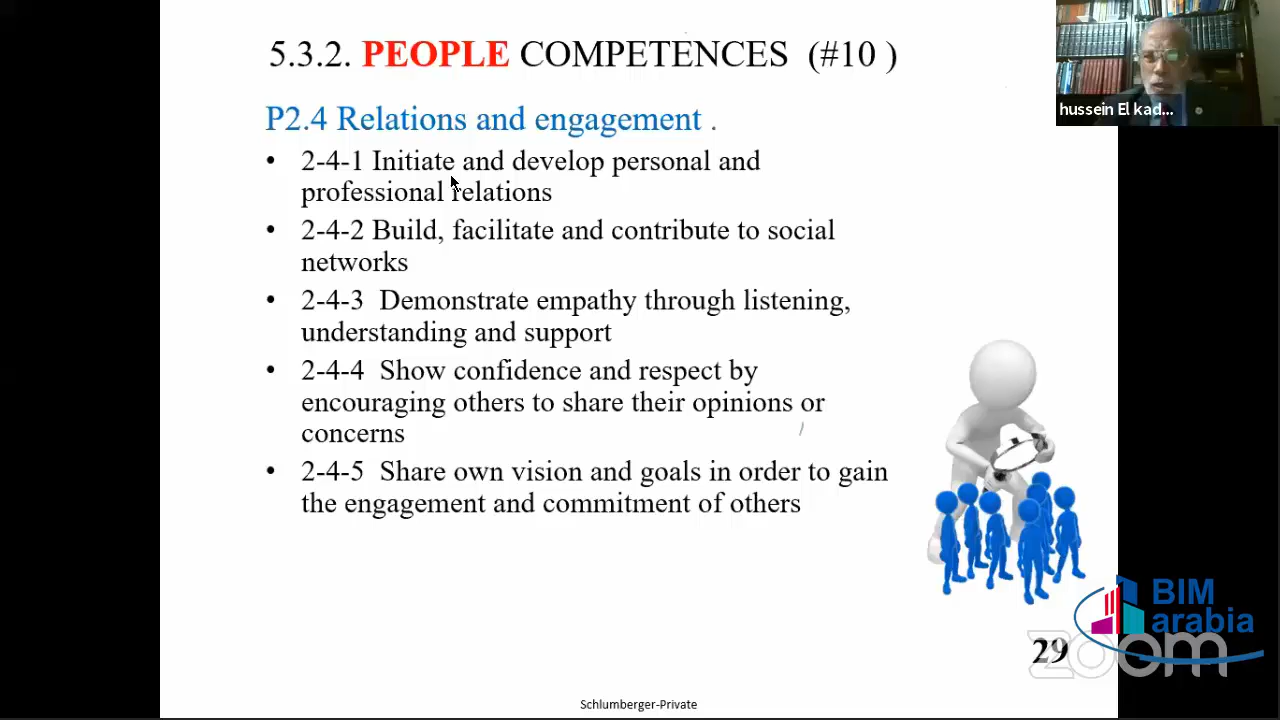 5.3.2. PEOPLE COMPETENCES (#10 )
hussein El kad...
P2.4 Relations and engagement .
• 2-4-1 Initiate and develop personal and
professional relations
• 2-4-2 Build, facilitate and contribute to social
networks
• 2-4-3 Demonstrate empathy through listening,
understanding and support
• 2-4-4 Show confidence and respect by
encouraging others to share their opinions or
concerns
• 2-4-5 Share own vision and goals in order to gain
the engagement and commitment of others
BIM
arabia
zoom
29
Schlumberger-Private